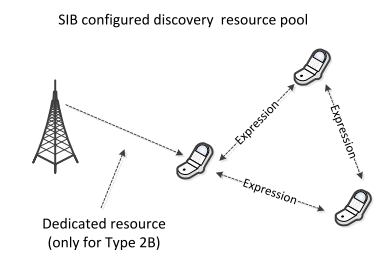 SIB configured discovery resource pool
Expression
Expression
Expression
Dedicated resource
(only for Type 2B)